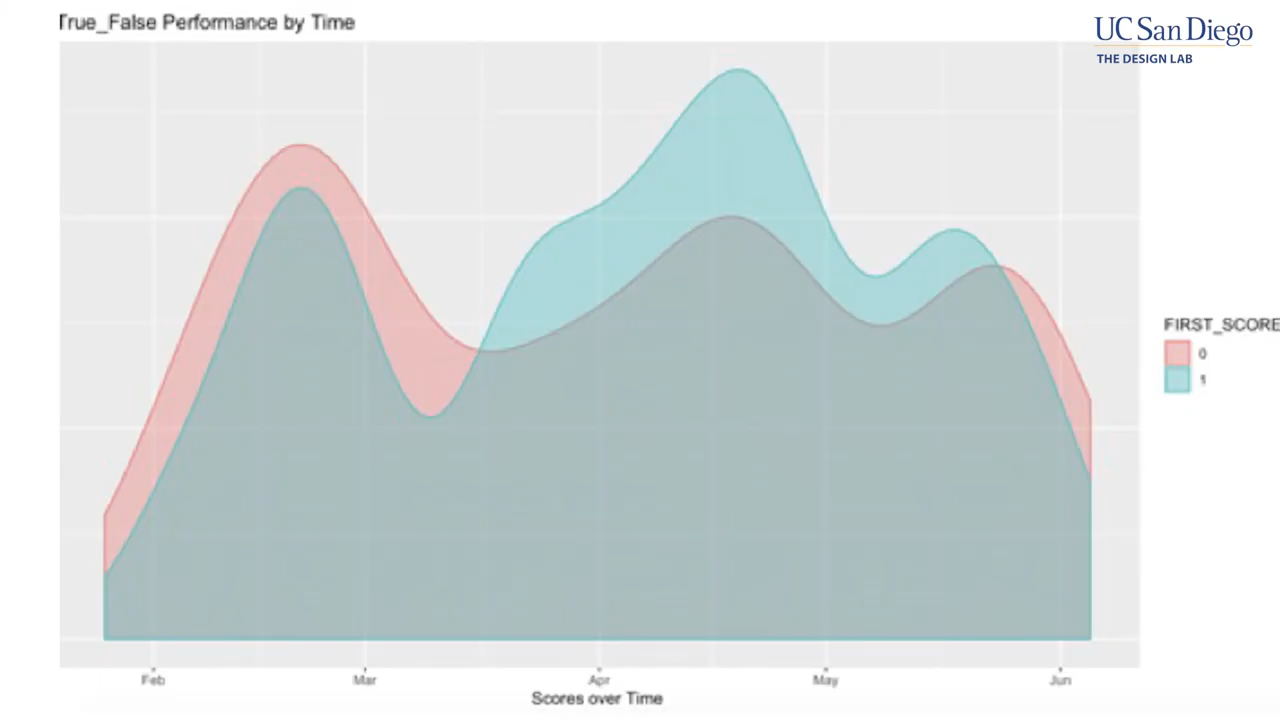 True_False Performance by Time
UC San Diego
THE DESIGN LAB
FIRST_SCORE
0
1
Feb Mar Apr May Jun
Scores over Time